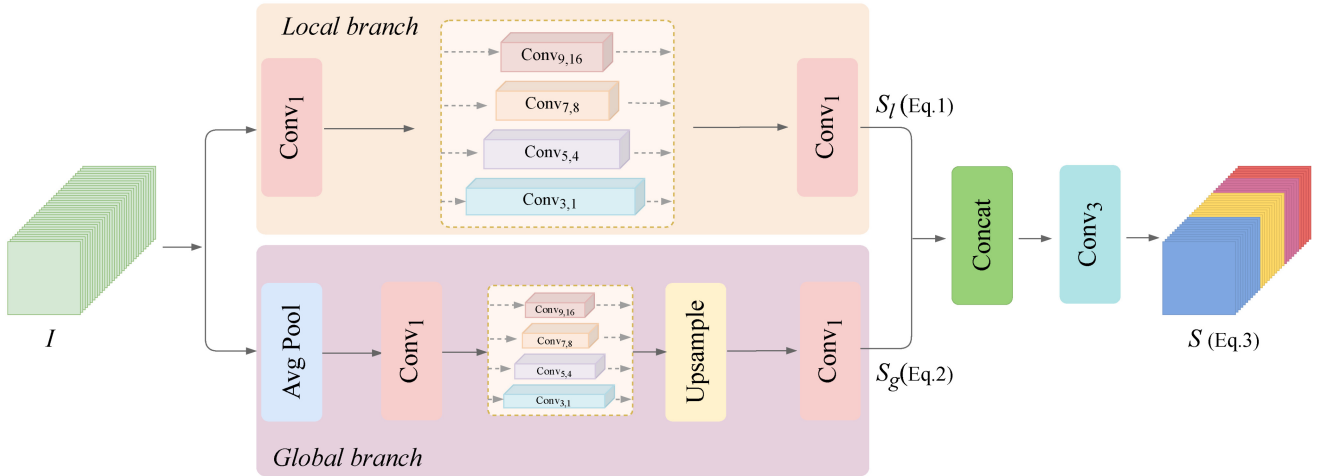 Local branch
Conv1
Conv9,16
Conv7,8
Conv5,4
Conv3,1
Conv1
Sl (Eq.1)
I
Concat
Conv3
S (Eq.3)
Avg Pool
Conv1
Conv9,16
Conv7,8
Conv5,4
Conv3,1
Upsample
Conv1
Sg(Eq.2)
Global branch